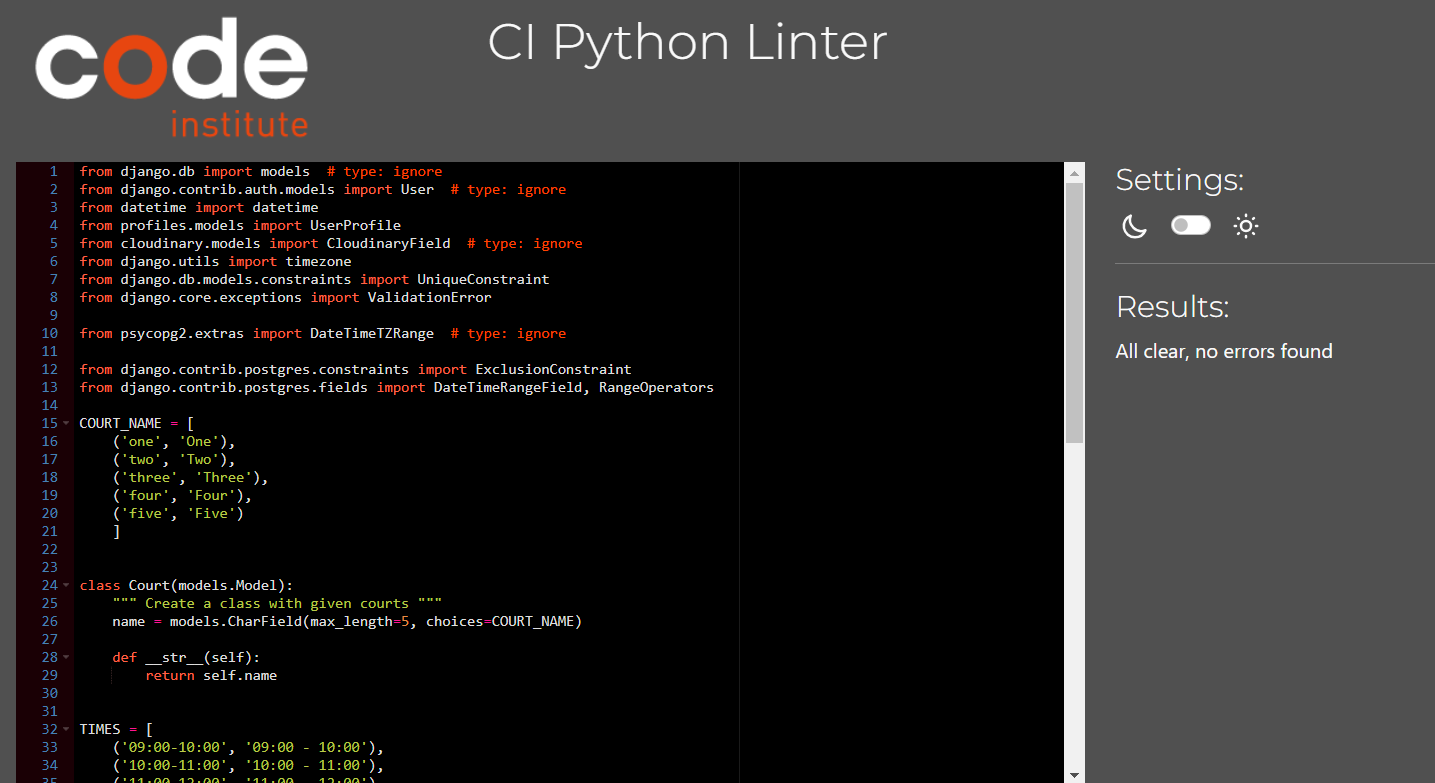 code
institute
CI Python Linter
1 from django.db import models  # type: ignore
2 from django.contrib.auth.models import User  # type: ignore
3 from datetime import datetime
4 from profiles.models import UserProfile
5 from cloudinary.models import CloudinaryField  # type: ignore
6 from django.utils import timezone
7 from django.db.models.constraints import UniqueConstraint
8 from django.core.exceptions import ValidationError
9
10 from psycopg2.extras import DateTimeTZRange  # type: ignore
11
12 from django.contrib.postgres.constraints import ExclusionConstraint
13 from django.contrib.postgres.fields import DateTimeRangeField, RangeOperators
14
15 COURT_NAME = [
16     ('one', 'One'),
17     ('two', 'Two'),
18     ('three', 'Three'),
19     ('four', 'Four'),
20     ('five', 'Five')
21     ]
22
23
24 class Court(models.Model):
25     """ Create a class with given courts """
26     name = models.CharField(max_length=5, choices=COURT_NAME)
27
28     def __str__(self):
29         return self.name
30
31
32 TIMES = [
33     ('09:00-10:00', '09:00 - 10:00'),
34     ('10:00-11:00', '10:00 - 11:00'),
35     ('11:00-12:00', '11:00 - 12:00')
Settings:
Results:
All clear, no errors found